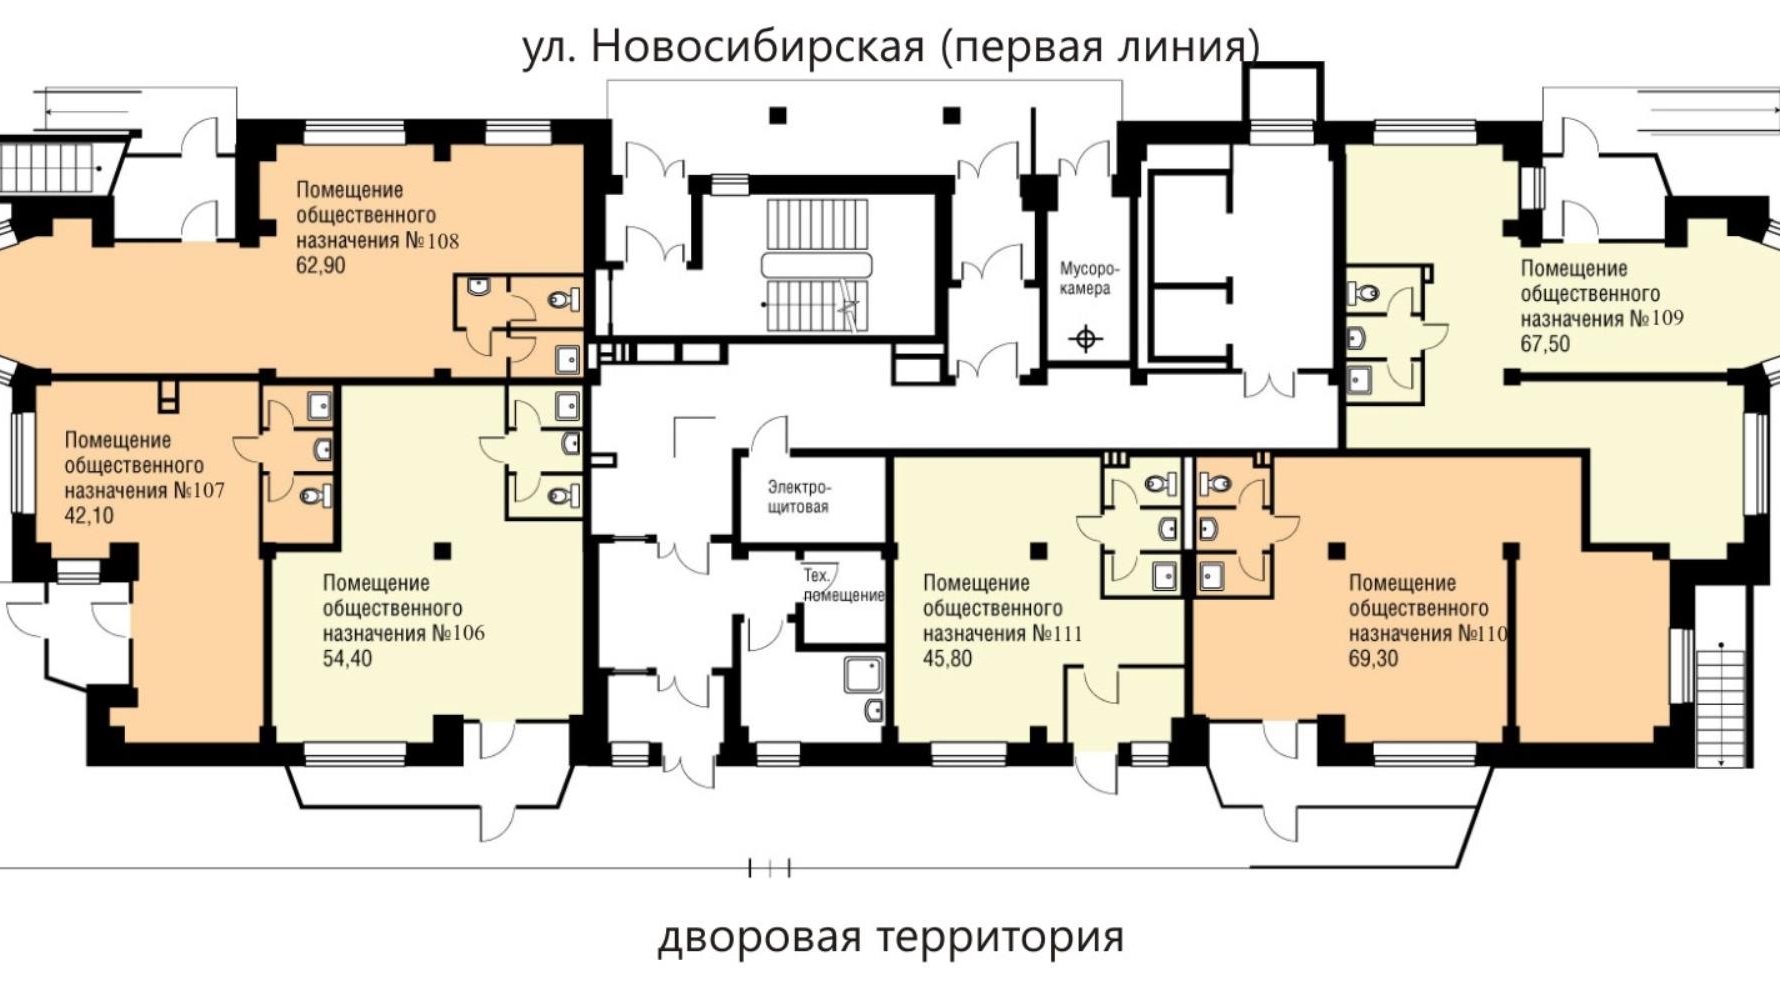 ул. Новосибирская (первая линия)
Помещение
общественного
назначения №108
62,90
Мусоро-
камера
Помещение
общественного
назначения №109
67,50
Помещение
общественного
назначения №107
42,10
Электро-
щитовая
Помещение
общественного
назначения №106
54,40
Тех.
помещение
Помещение
общественного
назначения №111
45,80
Помещение
общественного
назначения №110
69,30
дворовая территория